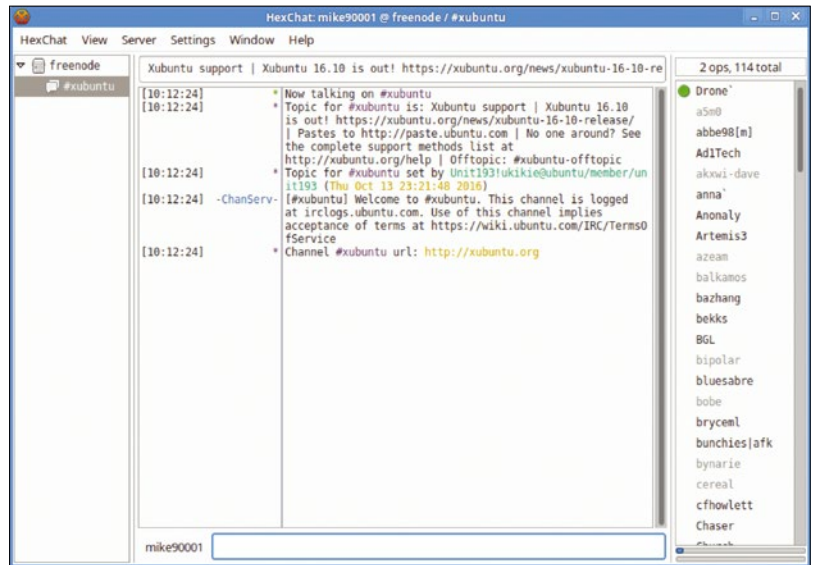 HexChat: mike90001 @ freenode / #xubuntu
HexChat View Server Settings Window Help
freenode
#xubuntu
Xubuntu support | Xubuntu 16.10 is out! https://xubuntu.org/news/xubuntu-16-10-re
[10:12:24] * Now talking on #xubuntu
[10:12:24] * Topic for #xubuntu is: Xubuntu support | Xubuntu 16.10
is out! https://xubuntu.org/news/xubuntu-16-10-release/
| Pastes to http://paste.ubuntu.com | No one around? See
the complete support methods list at
http://xubuntu.org/help | Offtopic: #xubuntu-offtopic
[10:12:24] * Topic for #xubuntu set by Unit193!ukikie@ubuntu/member/un
it193 (Thu Oct 13 23:21:48 2016)
[10:12:24] -ChanServ- [#xubuntu] Welcome to #xubuntu. This channel is logged
at irclogs.ubuntu.com. Use of this channel implies
acceptance of terms at https://wiki.ubuntu.com/IRC/TermsO
fService
[10:12:24] * Channel #xubuntu url: http://xubuntu.org
mike90001
2 ops, 114 total
Drone`
a5m0
abbe98[m]
Ad1Tech
akxwi-dave
anna`
Anonaly
Artemis3
azeam
balkamos
bazhang
bekks
BGL
bipolar
bluesabre
bobe
bryceml
bunchies|afk
bynarie
cereal
cfhowlett
Chaser